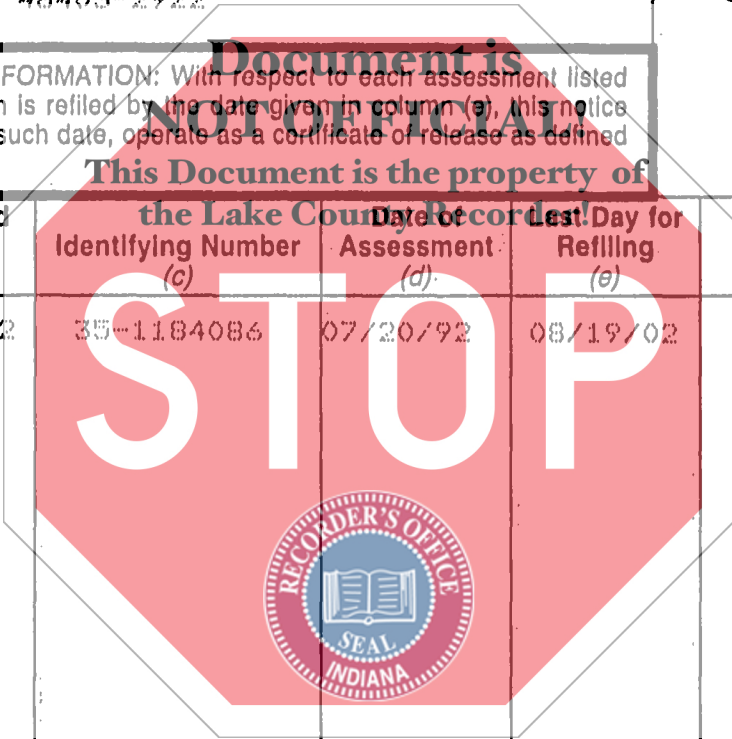 Document is
FORMATION: With respect to each assessment listed
is refiled by the date given in column (e), this notice
NOT OFFICIAL!
such date, operate as a certificate of release as defined
This Document is the property of
the Lake County Recorder!
Date of Last Day for
Identifying Number Assessment Refiling
(c) (d) (e)
35-1184086 07/20/92 08/19/02
STOP
RECORDER'S OFFICE
SEAL
INDIANA